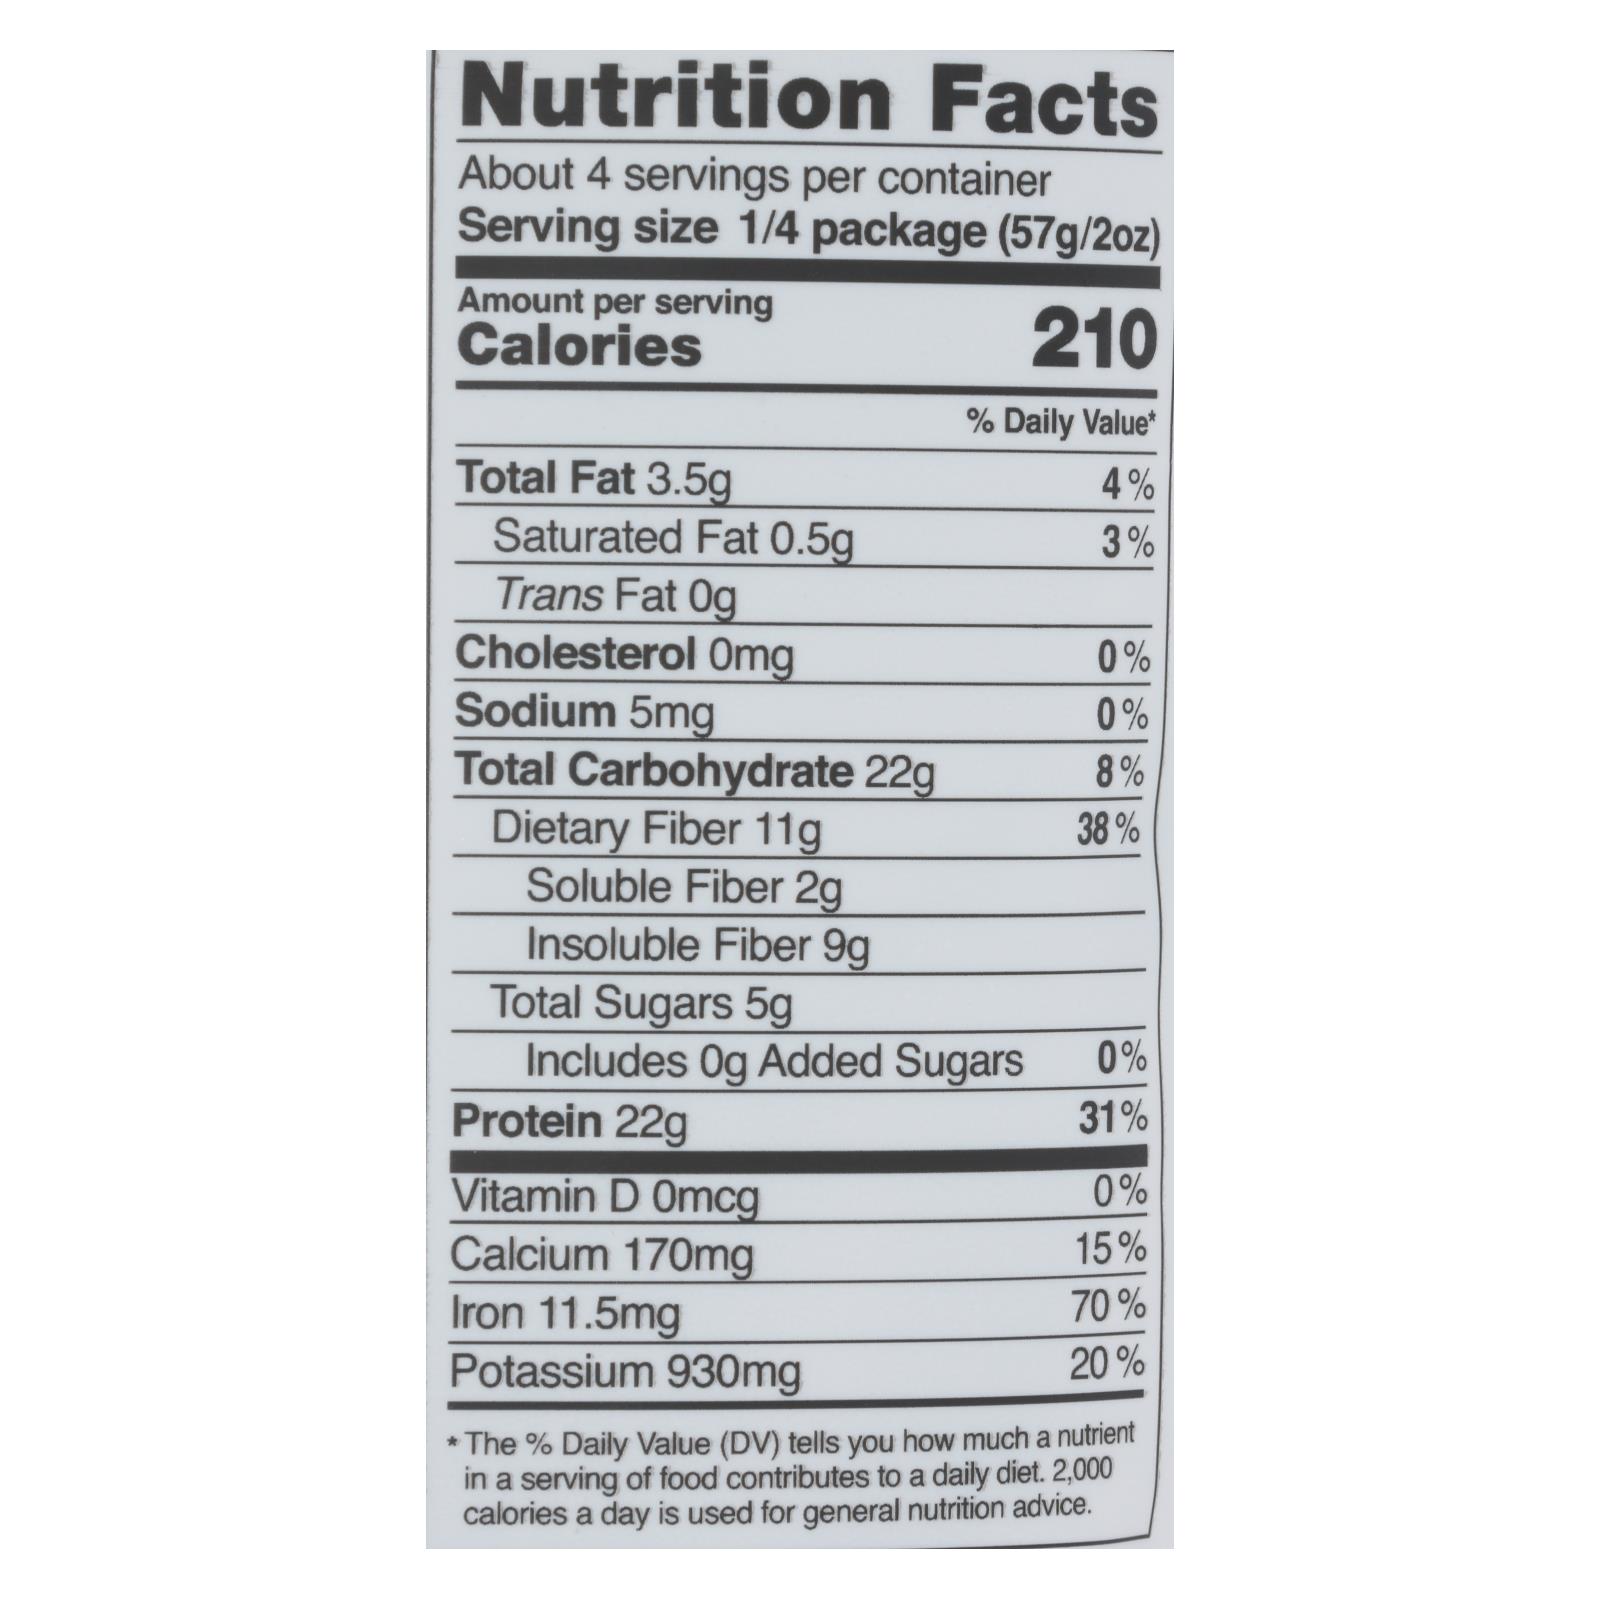 Nutrition Facts
About 4 servings per container
Serving size 1/4 package (57g/2oz)
Amount per serving
Calories 210
% Daily Value*
Total Fat 3.5g 4%
Saturated Fat 0.5g 3%
Trans Fat 0g
Cholesterol 0mg 0%
Sodium 5mg 0%
Total Carbohydrate 22g 8%
Dietary Fiber 11g 38%
Soluble Fiber 2g
Insoluble Fiber 9g
Total Sugars 5g
Includes 0g Added Sugars 0%
Protein 22g 31%
Vitamin D 0mcg 0%
Calcium 170mg 15%
Iron 11.5mg 70%
Potassium 930mg 20%
* The % Daily Value (DV) tells you how much a nutrient
in a serving of food contributes to a daily diet. 2,000
calories a day is used for general nutrition advice.